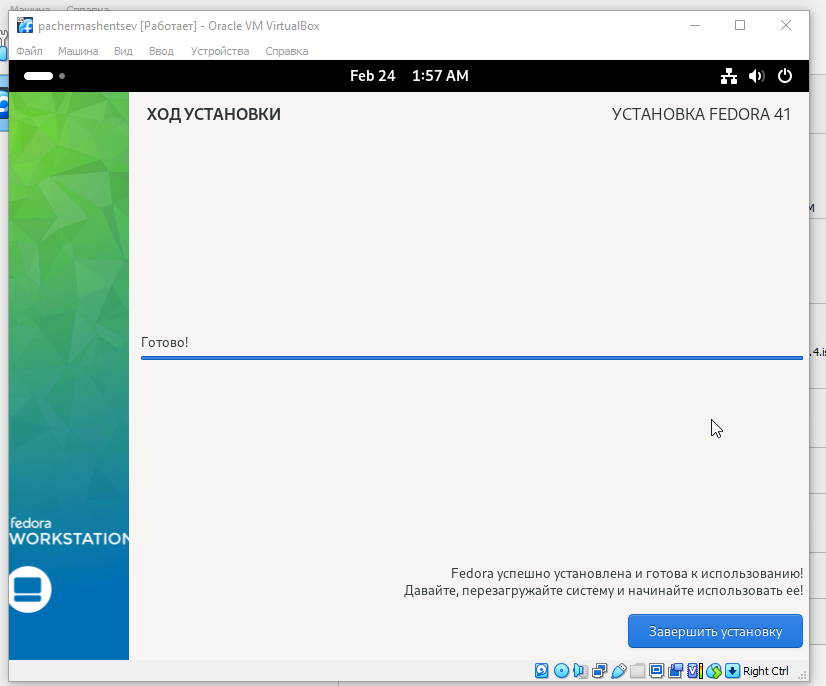 Машина Справка
pachermashentsev [Работает] - Oracle VM VirtualBox
Файл Машина Вид Ввод Устройства Справка
Feb 24 1:57 AM
ХОД УСТАНОВКИ
УСТАНОВКА FEDORA 41
Готово!
fedora
WORKSTATION
Fedora успешно установлена и готова к использованию!
Давайте, перезагружайте систему и начинайте использовать ее!
Завершить установку
Right Ctrl